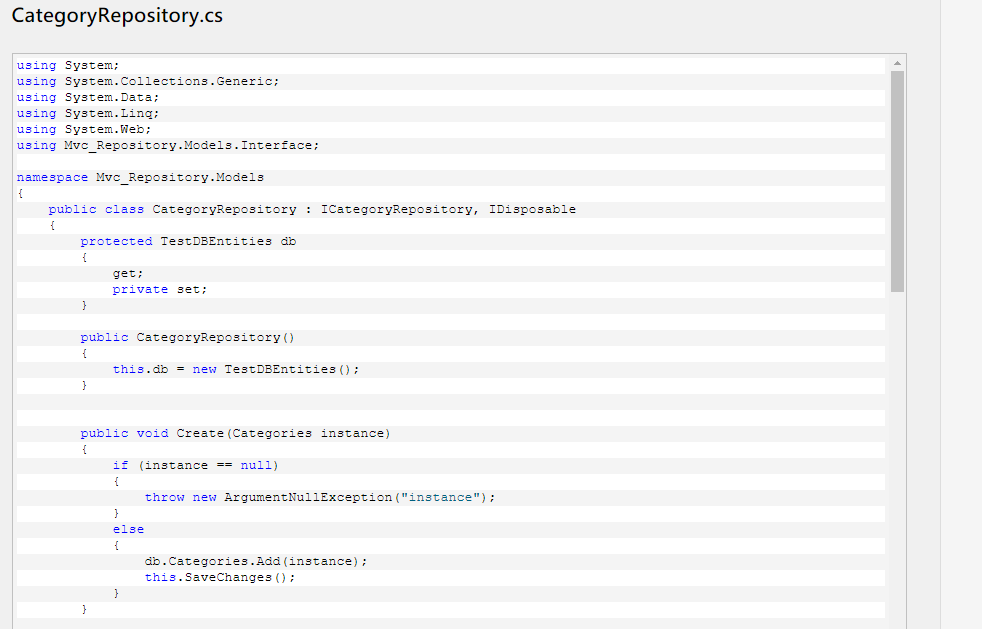 CategoryRepository.cs
using System;
using System.Collections.Generic;
using System.Data;
using System.Linq;
using System.Web;
using Mvc_Repository.Models.Interface;
namespace Mvc_Repository.Models
{
    public class CategoryRepository : ICategoryRepository, IDisposable
    {
        protected TestDBEntities db
        {
            get;
            private set;
        }
        public CategoryRepository()
        {
            this.db = new TestDBEntities();
        }
        public void Create(Categories instance)
        {
            if (instance == null)
            {
                throw new ArgumentNullException("instance");
            }
            else
            {
                db.Categories.Add(instance);
                this.SaveChanges();
            }
        }